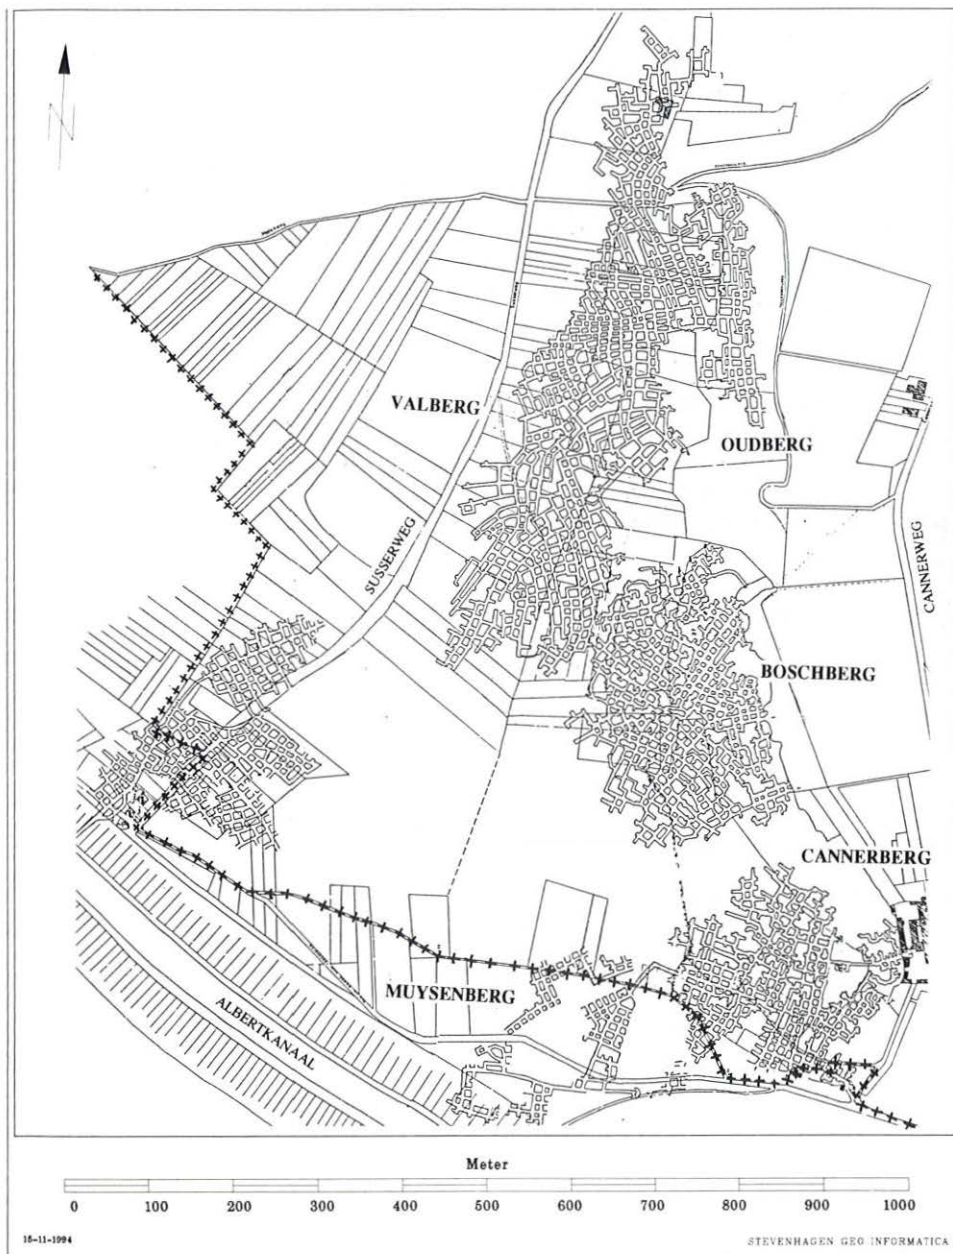 N
VALBERG
OUDBERG
SUSSERWEG
CANNERWEG
BOSCHBERG
CANNERBERG
MUYSENBERG
ALBERTKANAAL
Meter
0 100 200 300 400 500 600 700 800 900 1000
15-11-1994
STEVENHAGEN GEO INFORMATICA